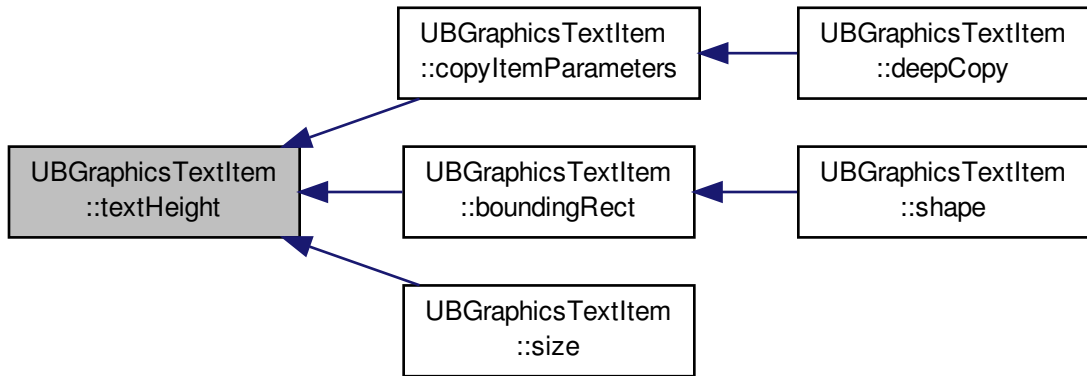 UBGraphicsTextItem
::textHeight
UBGraphicsTextItem
::copyItemParameters
UBGraphicsTextItem
::deepCopy
UBGraphicsTextItem
::boundingRect
UBGraphicsTextItem
::shape
UBGraphicsTextItem
::size